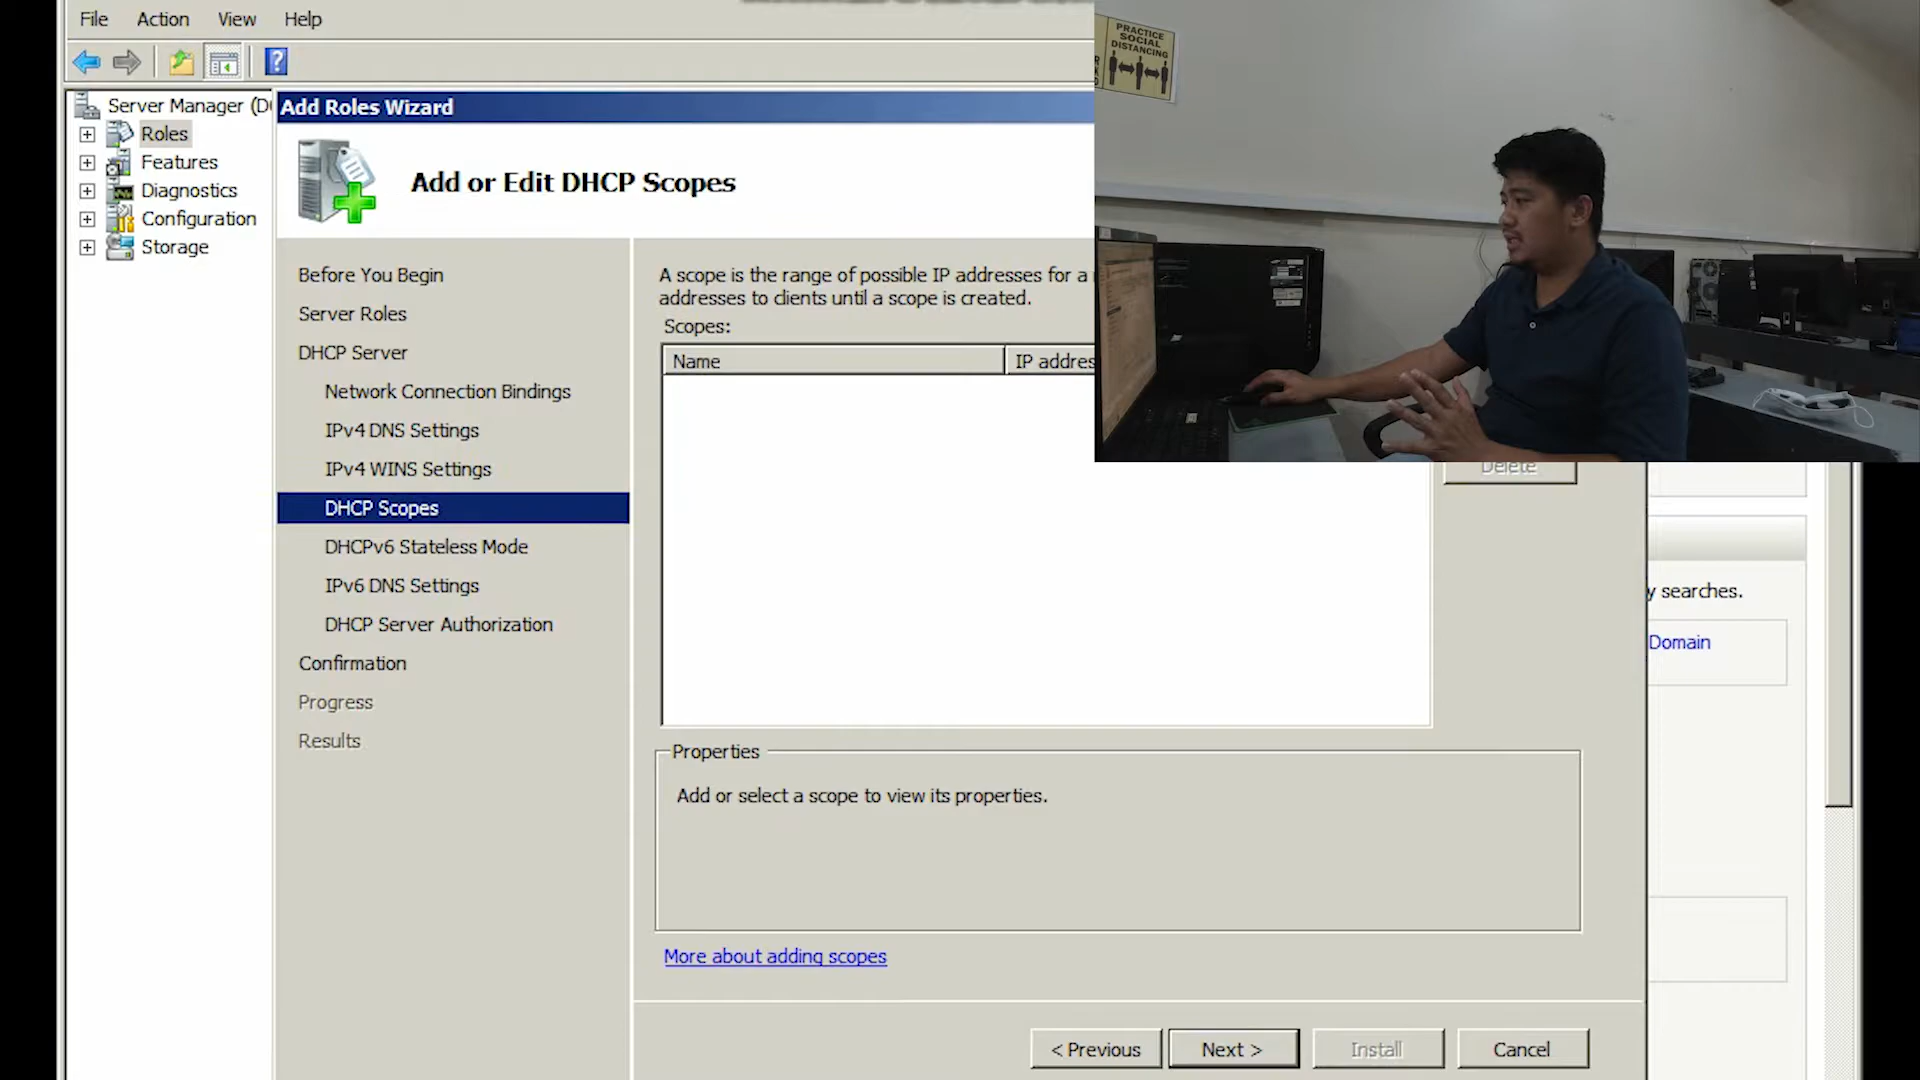 File Action View Help
Server Manager (D
Roles
Features
Diagnostics
Configuration
Storage
Add Roles Wizard
Add or Edit DHCP Scopes
Before You Begin
Server Roles
DHCP Server
Network Connection Bindings
IPv4 DNS Settings
IPv4 WINS Settings
DHCP Scopes
DHCPv6 Stateless Mode
IPv6 DNS Settings
DHCP Server Authorization
Confirmation
Progress
Results
A scope is the range of possible IP addresses for a
addresses to clients until a scope is created.
Scopes:
Name IP addres
Delete
Properties
Add or select a scope to view its properties.
More about adding scopes
< Previous Next > Install Cancel
y searches.
Domain
PRACTICE
SOCIAL
DISTANCING